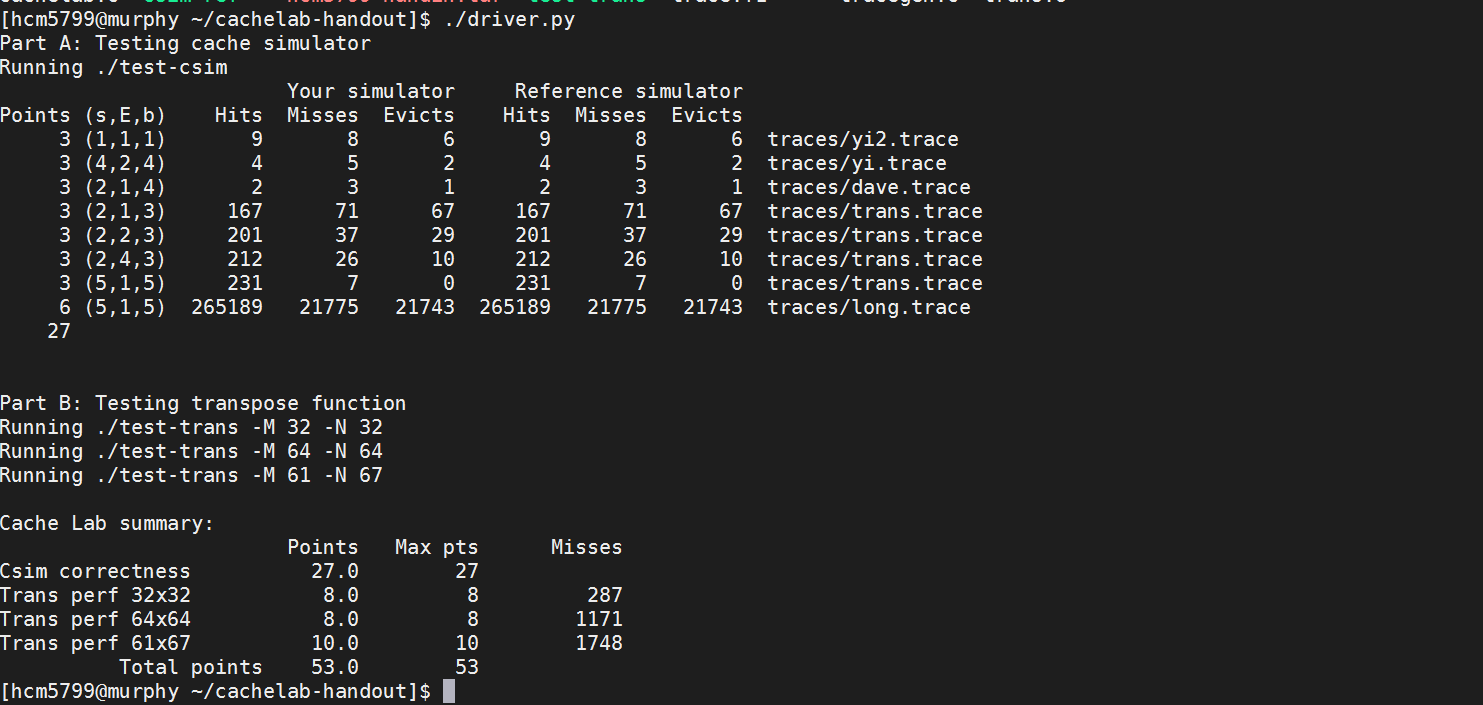 [hcm5799@murphy ~/cachelab-handout]$ ./driver.py
Part A: Testing cache simulator
Running ./test-csim
                        Your simulator     Reference simulator
Points (s,E,b)    Hits  Misses  Evicts    Hits  Misses  Evicts
     3 (1,1,1)       9       8       6       9       8       6  traces/yi2.trace
     3 (4,2,4)       4       5       2       4       5       2  traces/yi.trace
     3 (2,1,4)       2       3       1       2       3       1  traces/dave.trace
     3 (2,1,3)     167      71      67     167      71      67  traces/trans.trace
     3 (2,2,3)     201      37      29     201      37      29  traces/trans.trace
     3 (2,4,3)     212      26      10     212      26      10  traces/trans.trace
     3 (5,1,5)     231       7       0     231       7       0  traces/trans.trace
     6 (5,1,5)  265189   21775   21743  265189   21775   21743  traces/long.trace
    27
Part B: Testing transpose function
Running ./test-trans -M 32 -N 32
Running ./test-trans -M 64 -N 64
Running ./test-trans -M 61 -N 67
Cache Lab summary:
                        Points   Max pts      Misses
Csim correctness          27.0        27
Trans perf 32x32           8.0         8         287
Trans perf 64x64           8.0         8        1171
Trans perf 61x67          10.0        10        1748
          Total points    53.0        53
[hcm5799@murphy ~/cachelab-handout]$